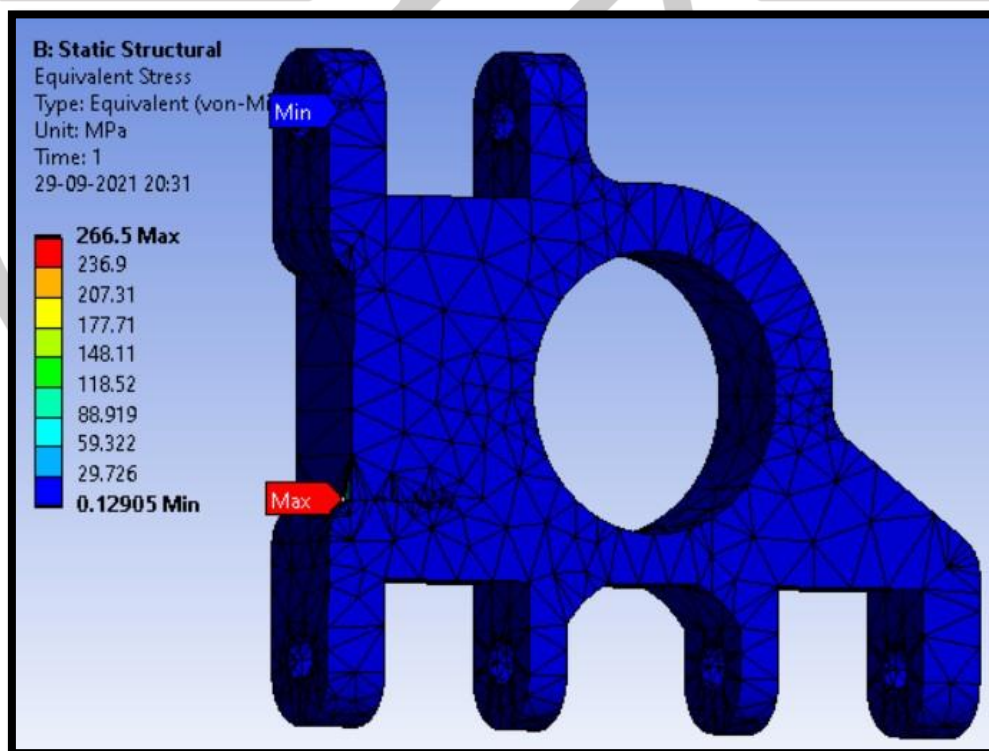 B: Static Structural
Equivalent Stress
Type: Equivalent (von-Mi
Unit: MPa
Time: 1
29-09-2021 20:31
Min
266.5 Max
236.9
207.31
177.71
148.11
118.52
88.919
59.322
29.726
0.12905 Min
Max